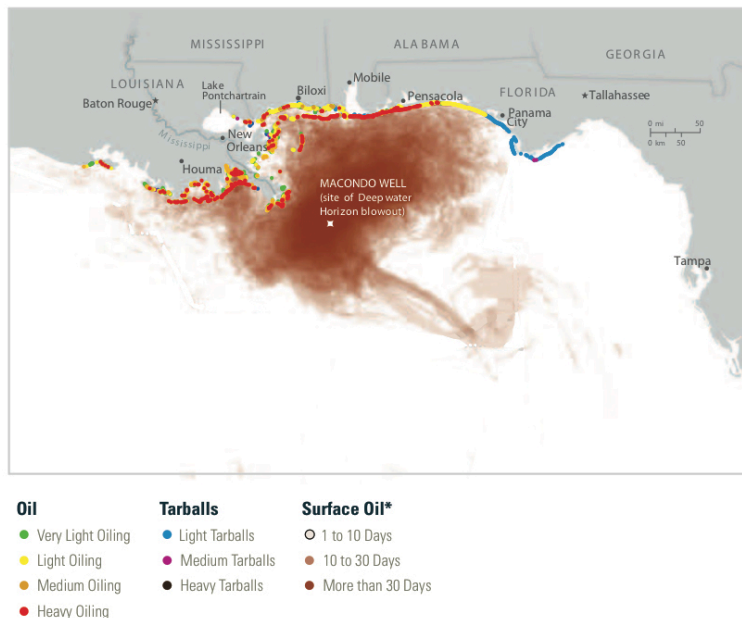 MISSISSIPPI
ALABAMA
GEORGIA
LOUISIANA
Lake
Pontchartrain
Biloxi
Mobile
Pensacola
FLORIDA
Baton Rouge
Tallahassee
Panama
City
New
Orleans
Mississippi
0 mi 50
0 km 50
Houma
MACONDO WELL
(site of Deepwater
Horizon blowout)
Tampa
Oil
Very Light Oiling
Light Oiling
Medium Oiling
Heavy Oiling
Tarballs
Light Tarballs
Medium Tarballs
Heavy Tarballs
Surface Oil*
1 to 10 Days
10 to 30 Days
More than 30 Days